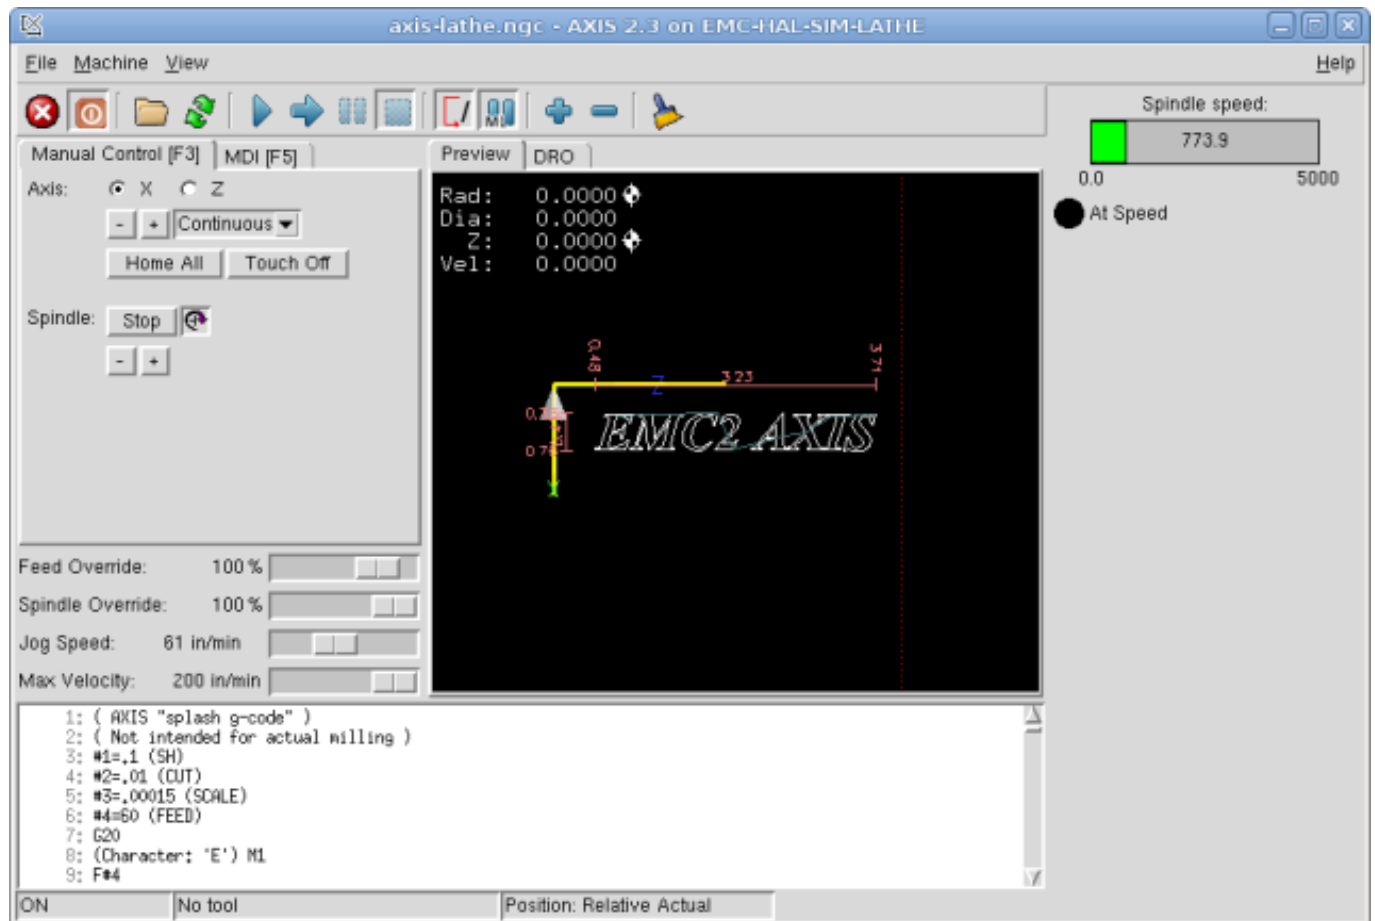 axis-lathe.ngc - AXIS 2.3 on EMC-HAL-SIM-LATHE
File Machine View Help
Manual Control [F3] MDI [F5]
Axis: X Z
- + Continuous
Home All Touch Off
Spindle: Stop
- +
Feed Override: 100 %
Spindle Override: 100 %
Jog Speed: 61 in/min
Max Velocity: 200 in/min
Preview DRO
Rad: 0.0000
Dia: 0.0000
Z: 0.0000
Vel: 0.0000
0.48 3.71
Z 3.23
0.76
X
EMC2 AXIS
Spindle speed:
773.9
0.0 5000
At Speed
1: ( AXIS "splash g-code" )
2: ( Not intended for actual milling )
3: #1=.1 (SH)
4: #2=.01 (CUT)
5: #3=.00015 (SCALE)
6: #4=60 (FEED)
7: G20
8: (Character: 'E') M1
9: F#4
ON No tool Position: Relative Actual